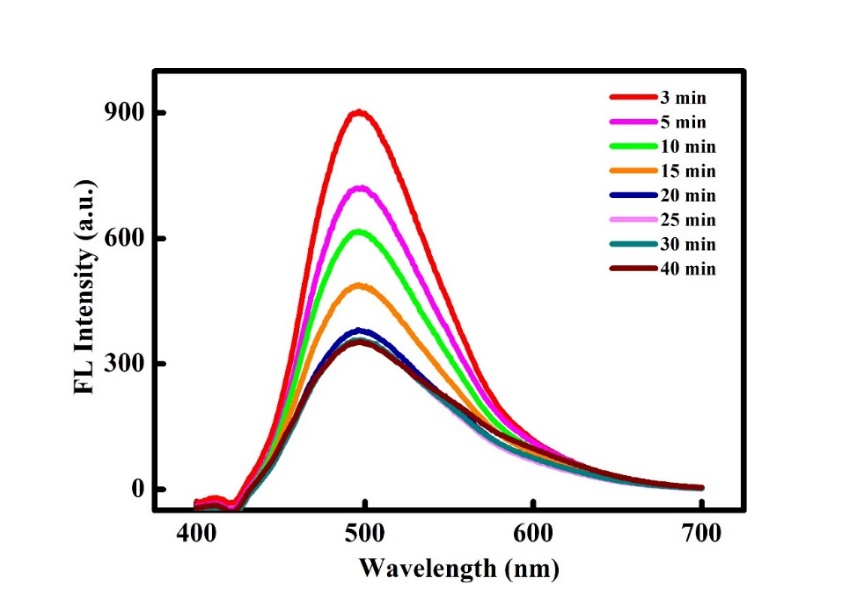 900
600
300
0
FL Intensity (a.u.)
3 min
5 min
10 min
15 min
20 min
25 min
30 min
40 min
400 500 600 700
Wavelength (nm)